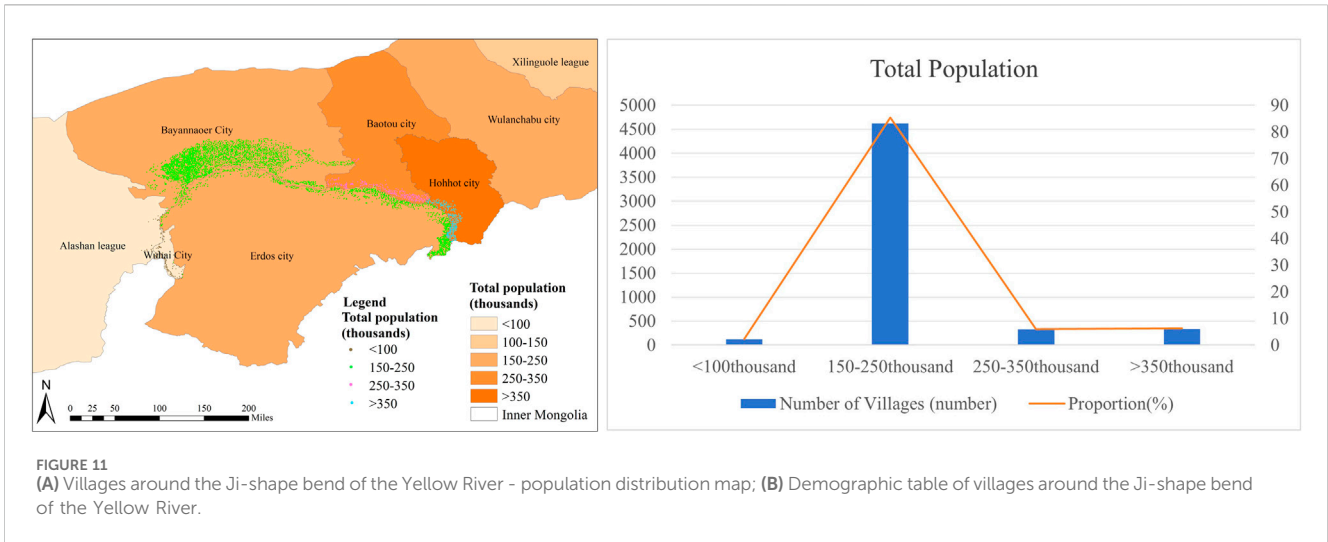 Xilinguole league
Bayannaoer City
Baotou city
Wulanchabu city
Hohhot city
Alashan league
Wuhai City
Erdos city
Legend
Total population
(thousands)
<100
150-250
250-350
>350
Total population
(thousands)
<100
100-150
150-250
250-350
>350
Inner Mongolia
N
0 25 50 100 150 200
Miles
Total Population
5000
4500
4000
3500
3000
2500
2000
1500
1000
500
0
90
80
70
60
50
40
30
20
10
0
<100thousand 150-250thousand 250-350thousand >350thousand
Number of Villages (number) Proportion(%)
FIGURE 11
(A) Villages around the Ji-shape bend of the Yellow River - population distribution map; (B) Demographic table of villages around the Ji-shape bend
of the Yellow River.